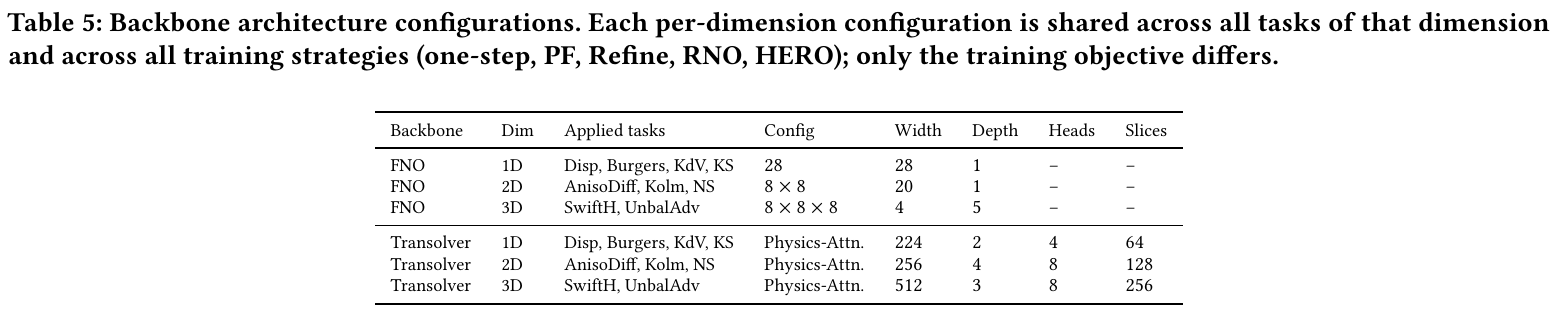 Table 5: Backbone architecture configurations. Each per-dimension configuration is shared across all tasks of that dimension
and across all training strategies (one-step, PF, Refine, RNO, HERO); only the training objective differs.
Backbone Dim Applied tasks Config Width Depth Heads Slices
FNO 1D Disp, Burgers, KdV, KS 28 28 1 – –
FNO 2D AnisoDiff, Kolm, NS 8 × 8 20 1 – –
FNO 3D SwiftH, UnbalAdv 8 × 8 × 8 4 5 – –
Transolver 1D Disp, Burgers, KdV, KS Physics-Attn. 224 2 4 64
Transolver 2D AnisoDiff, Kolm, NS Physics-Attn. 256 4 8 128
Transolver 3D SwiftH, UnbalAdv Physics-Attn. 512 3 8 256